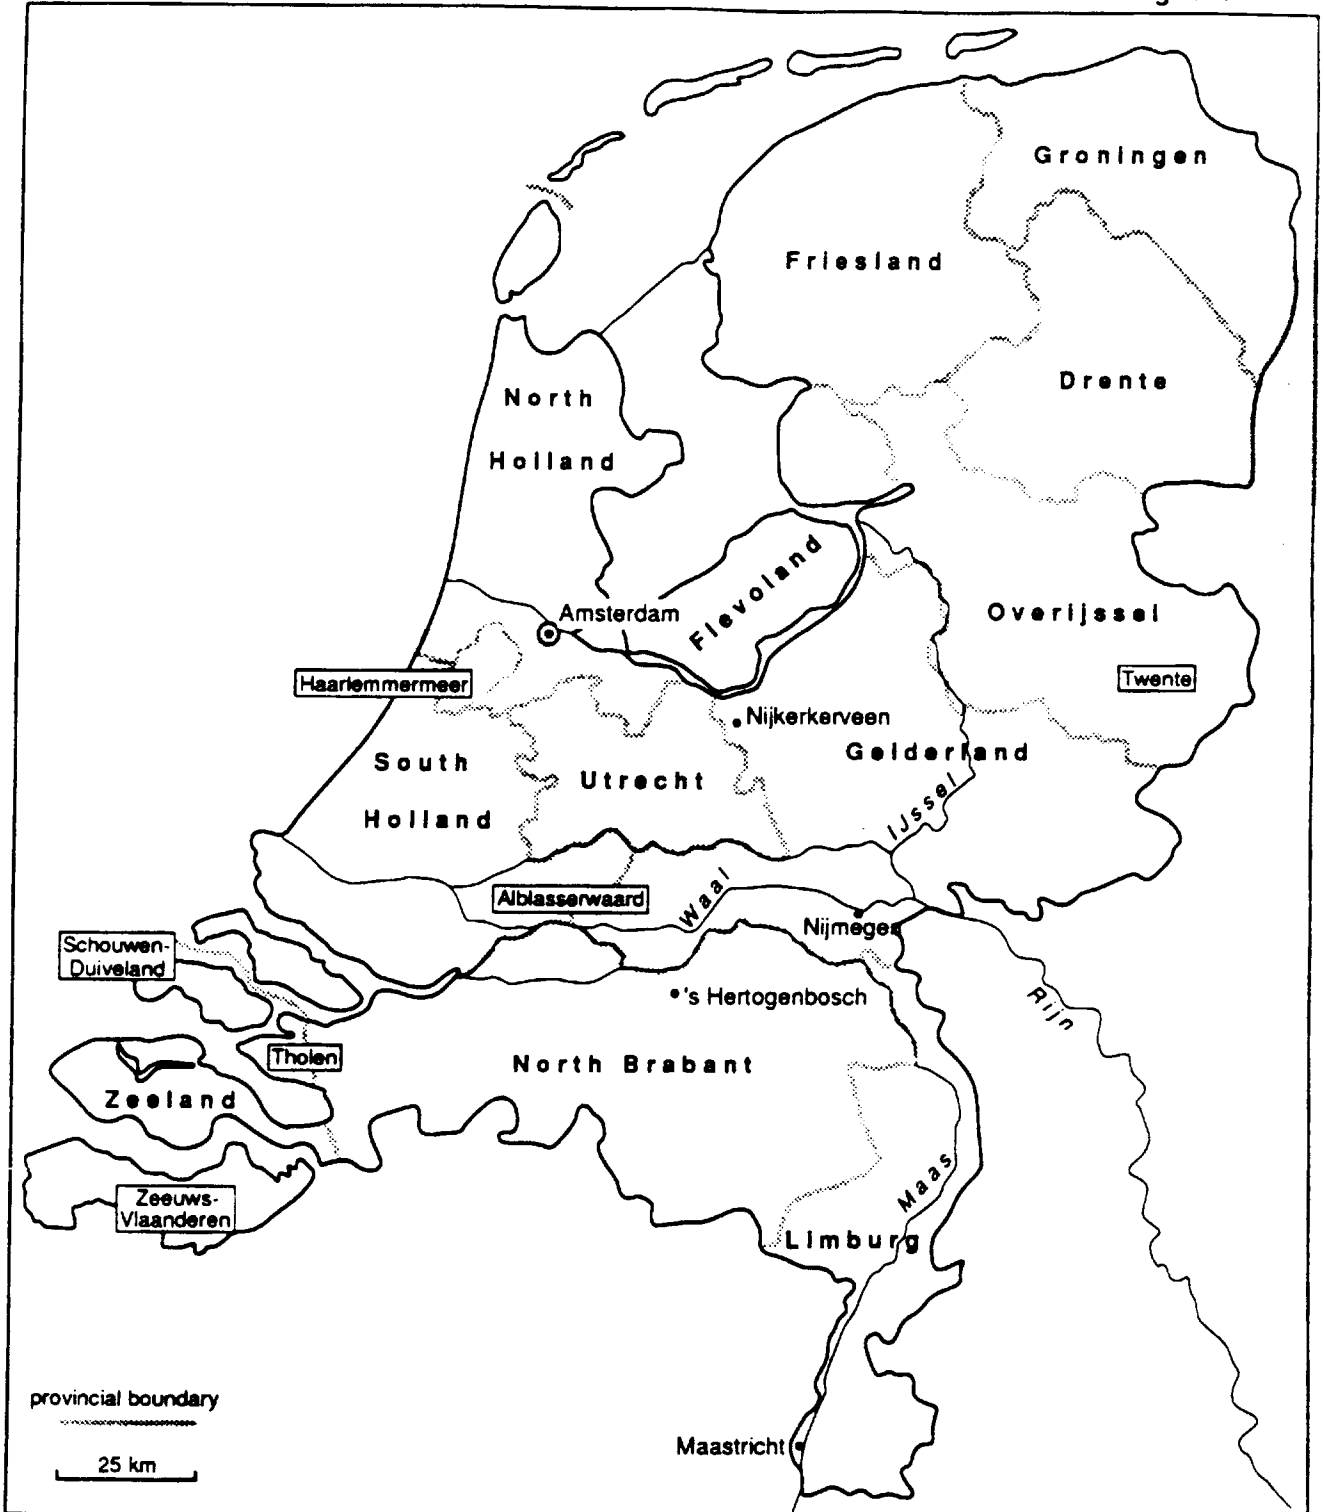 Groningen
Friesland
Drente
North
Holland
Flevoland
Amsterdam
Overijssel
Haarlemmermeer
Twente
Nijkerkerveen
Gelderland
South
Holland
Utrecht
IJssel
Alblasserwaard
Waal
Nijmegen
Schouwen-
Duiveland
's Hertogenbosch
Rijn
Tholen
North Brabant
Zeeland
Maas
Zeeuws-
Vlaanderen
Limburg
provincial boundary
25 km
Maastricht